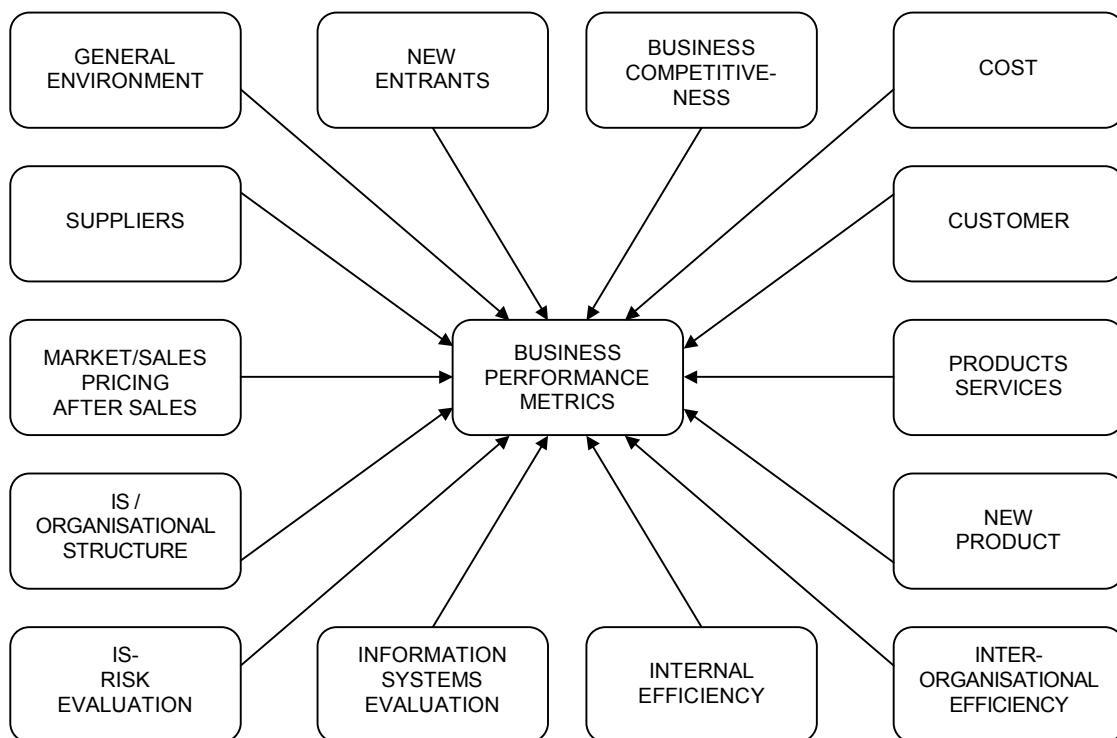 GENERAL
ENVIRONMENT
NEW
ENTRANTS
BUSINESS
COMPETITIVE-
NESS
COST
SUPPLIERS
CUSTOMER
MARKET/SALES
PRICING
AFTER SALES
BUSINESS
PERFORMANCE
METRICS
PRODUCTS
SERVICES
IS /
ORGANISATIONAL
STRUCTURE
NEW
PRODUCT
IS-
RISK
EVALUATION
INFORMATION
SYSTEMS
EVALUATION
INTERNAL
EFFICIENCY
INTER-
ORGANISATIONAL
EFFICIENCY